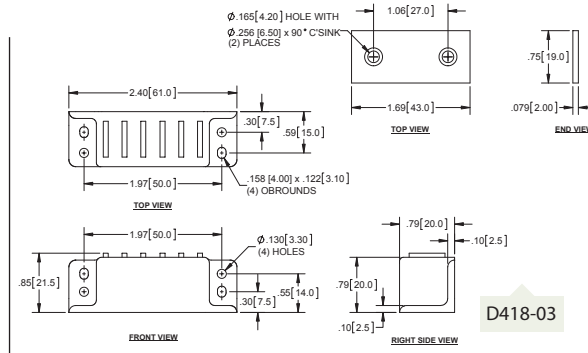 Ø.165[4.20] HOLE WITH
Ø.256 [6.50] x 90° C'SINK
(2) PLACES
1.06[27.0]
.75[19.0]
1.69[43.0]
.079[2.00]
TOP VIEW
END VIEW
2.40[61.0]
.30[7.5]
.59[15.0]
1.97[50.0]
.158 [4.00] x .122[3.10]
(4) OBROUNDS
TOP VIEW
1.97[50.0]
Ø.130[3.30]
(4) HOLES
.85[21.5]
.30[7.5]
.55[14.0]
FRONT VIEW
.79[20.0]
.10[2.5]
.79[20.0]
.10[2.5]
RIGHT SIDE VIEW
D418-03